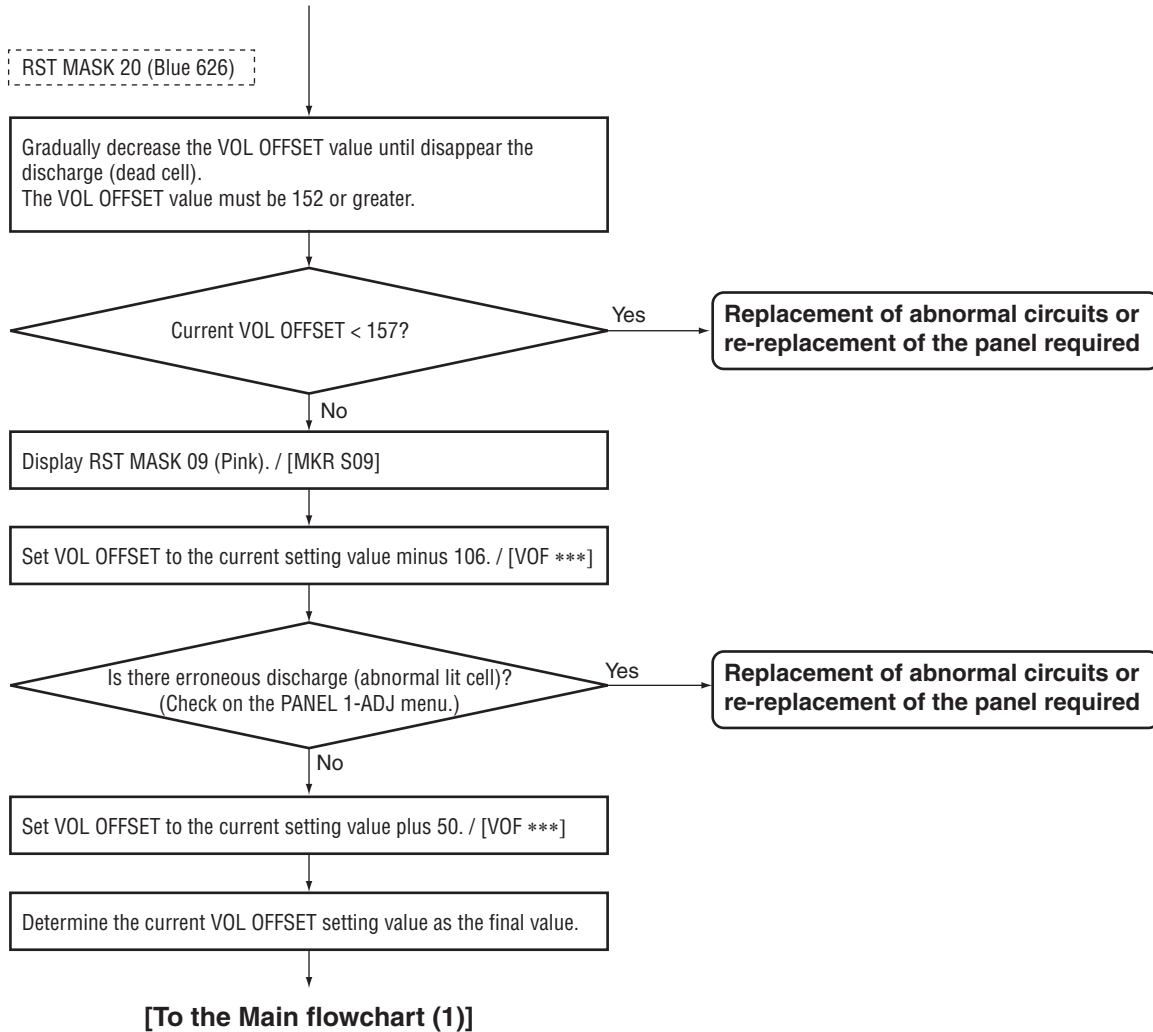 RST MASK 20 (Blue 626)
Gradually decrease the VOL OFFSET value until disappear the
discharge (dead cell).
The VOL OFFSET value must be 152 or greater.
Current VOL OFFSET < 157?
Yes
Replacement of abnormal circuits or
re-replacement of the panel required
No
Display RST MASK 09 (Pink). / [MKR S09]
Set VOL OFFSET to the current setting value minus 106. / [VOF ***]
Is there erroneous discharge (abnormal lit cell)?
(Check on the PANEL 1-ADJ menu.)
Yes
Replacement of abnormal circuits or
re-replacement of the panel required
No
Set VOL OFFSET to the current setting value plus 50. / [VOF ***]
Determine the current VOL OFFSET setting value as the final value.
[To the Main flowchart (1)]